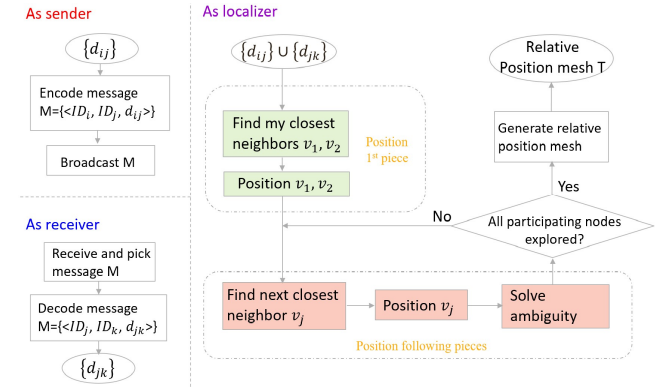 As sender
{d_ij}
Encode message
M={<ID_i, ID_j, d_ij>}
Broadcast M
As receiver
Receive and pick
message M
Decode message
M={<ID_j, ID_k, d_jk>}
{d_jk}
As localizer
{d_ij} ∪ {d_jk}
Find my closest
neighbors v_1, v_2
Position v_1, v_2
Position
1st piece
Relative
Position mesh T
Generate relative
position mesh
Yes
No
All participating nodes
explored?
Find next closest
neighbor v_j
Position v_j
Solve
ambiguity
Position following pieces